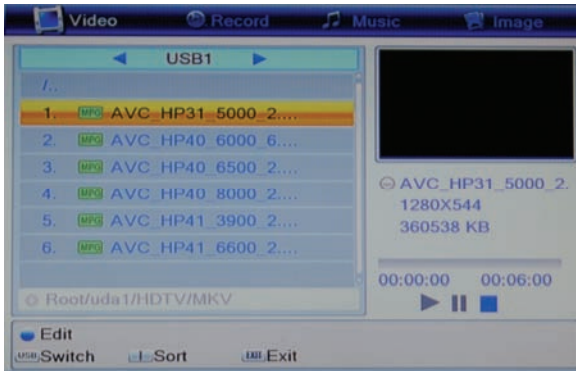 Video Record Music Image
USB1
/..
1. MPG AVC_HP31_5000_2....
2. MPG AVC_HP40_6000_6....
3. MPG AVC_HP40_6500_2....
4. MPG AVC_HP40_8000_2....
5. MPG AVC_HP41_3900_2....
6. MPG AVC_HP41_6600_2....
Root/uda1/HDTV/MKV
AVC_HP31_5000_2.
1280X544
360538 KB
00:00:00 00:06:00
Edit
USB Switch Sort EXIT Exit